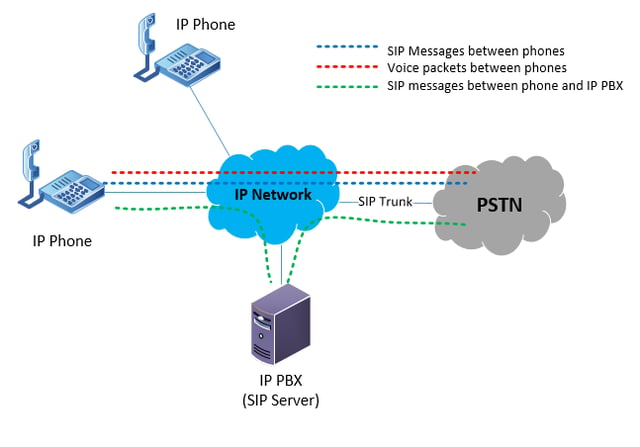 IP Phone
SIP Messages between phones
Voice packets between phones
SIP messages between phone and IP PBX
IP Network
SIP Trunk
PSTN
IP Phone
IP PBX
(SIP Server)